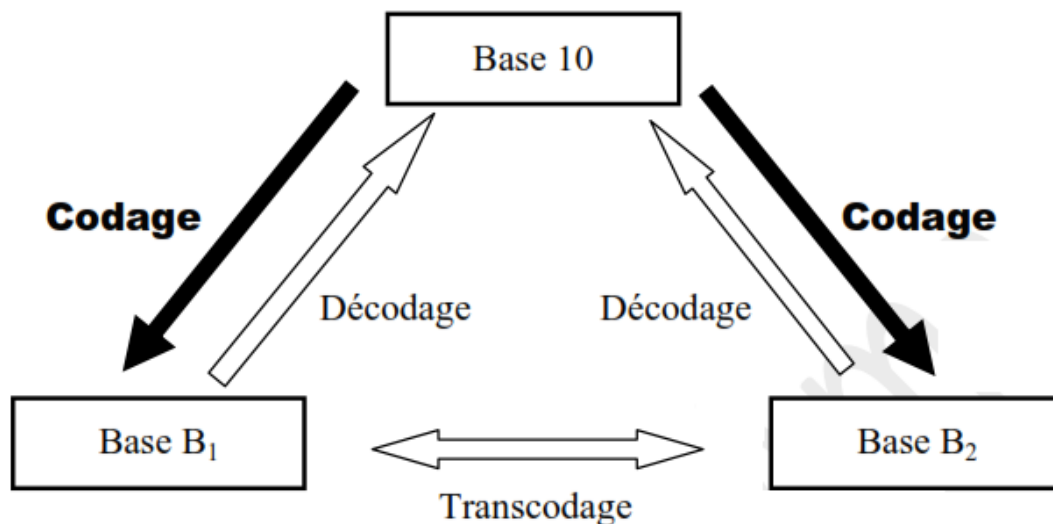 Base 10
Codage
Codage
Décodage
Décodage
Base B₁
Base B₂
Transcodage